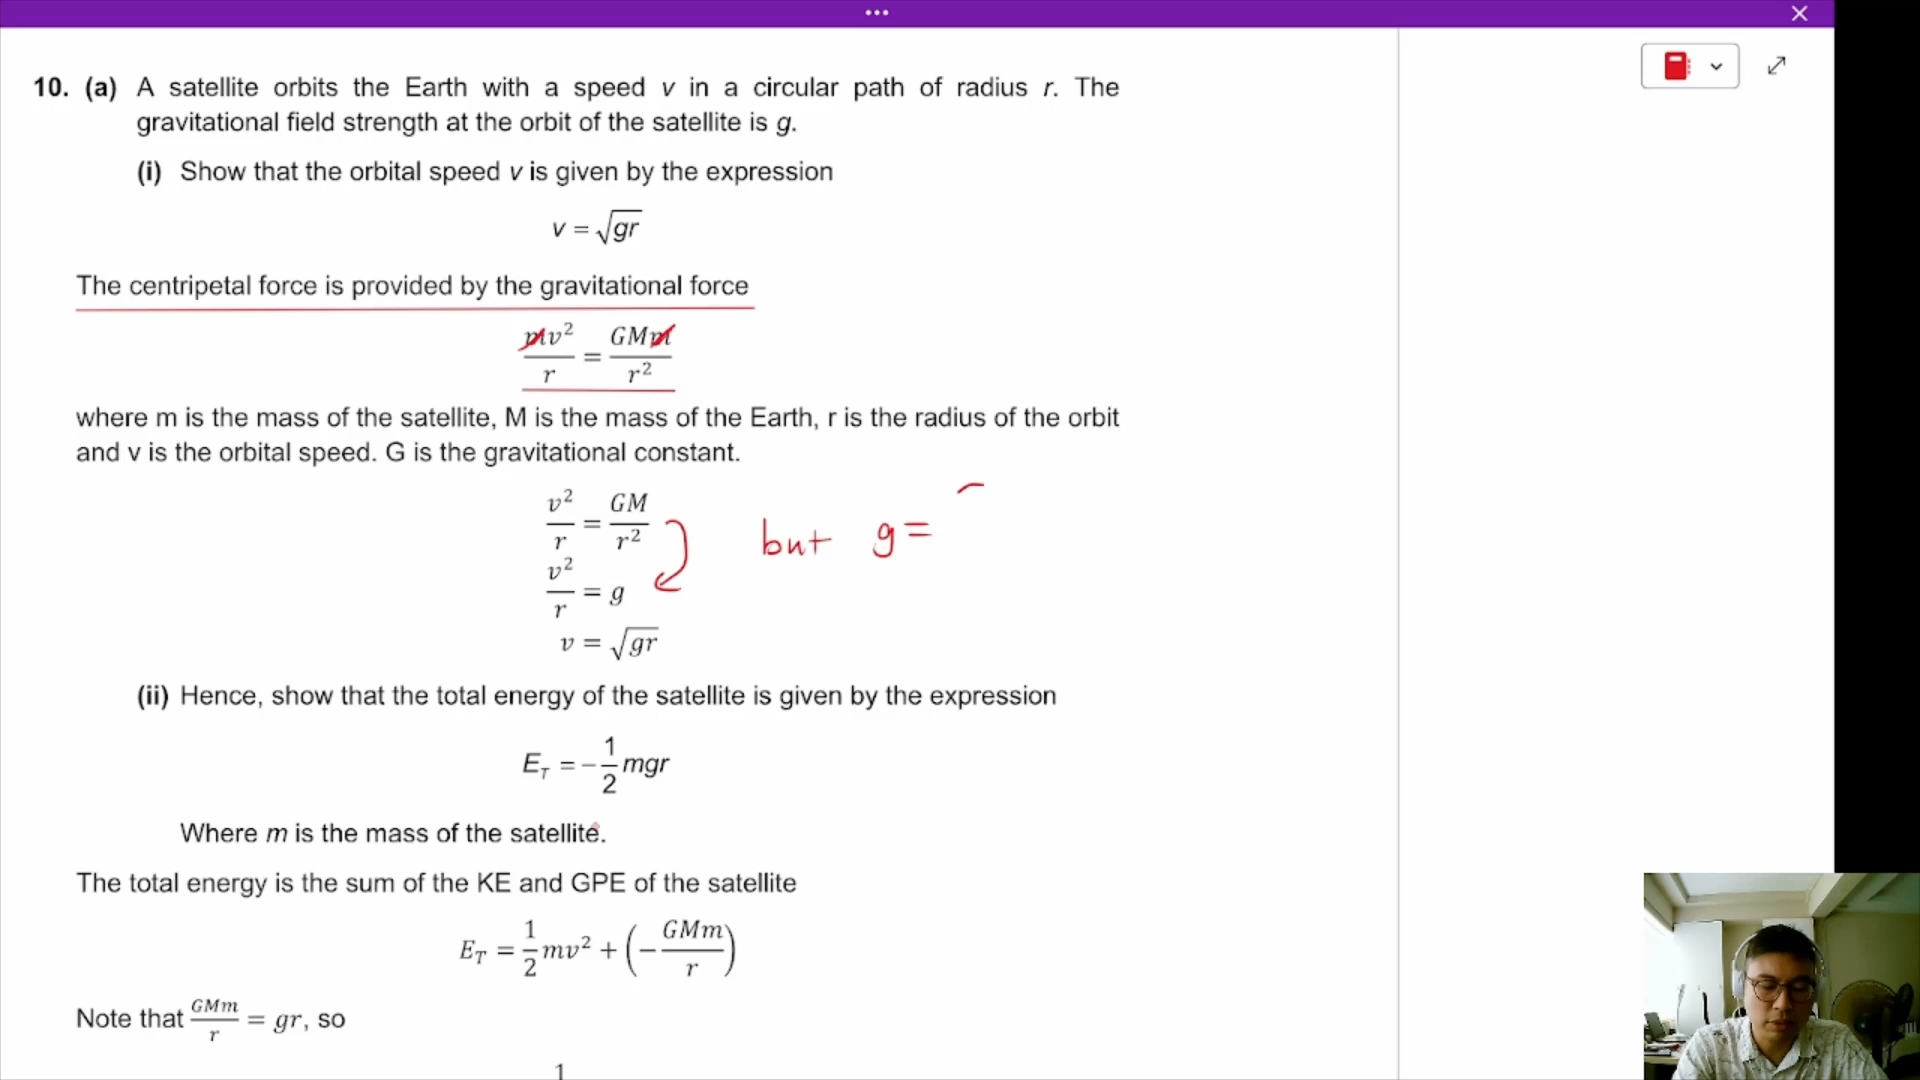 10. (a) A satellite orbits the Earth with a speed v in a circular path of radius r. The
gravitational field strength at the orbit of the satellite is g.
(i) Show that the orbital speed v is given by the expression
v = √gr
The centripetal force is provided by the gravitational force
mv²/r = GMm/r²
where m is the mass of the satellite, M is the mass of the Earth, r is the radius of the orbit
and v is the orbital speed. G is the gravitational constant.
v²/r = GM/r²
but g =
v²/r = g
v = √gr
(ii) Hence, show that the total energy of the satellite is given by the expression
E_T = -1/2 mgr
Where m is the mass of the satellite.
The total energy is the sum of the KE and GPE of the satellite
E_T = 1/2 mv² + (-GMm/r)
Note that GMm/r = gr, so
1